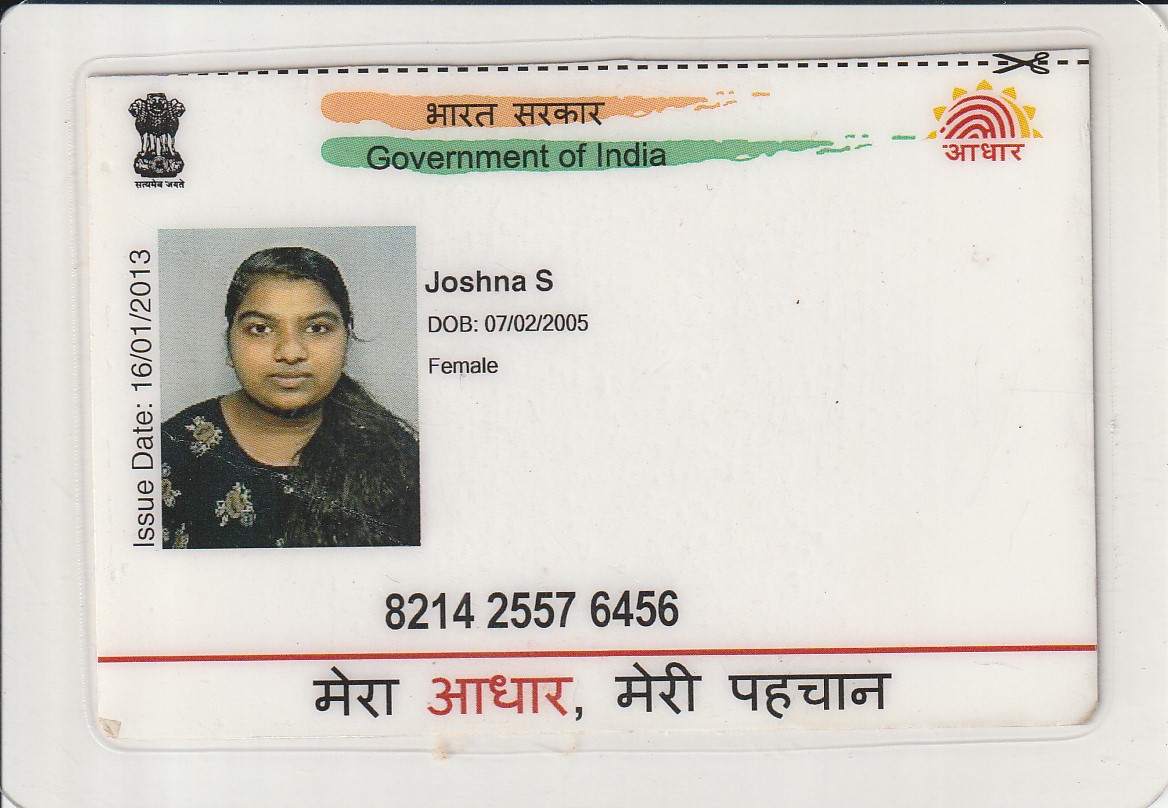 भारत सरकार
Government of India
सत्यमेव जयते
आधार
Issue Date: 16/01/2013
Joshna S
DOB: 07/02/2005
Female
8214 2557 6456
मेरा आधार, मेरी पहचान